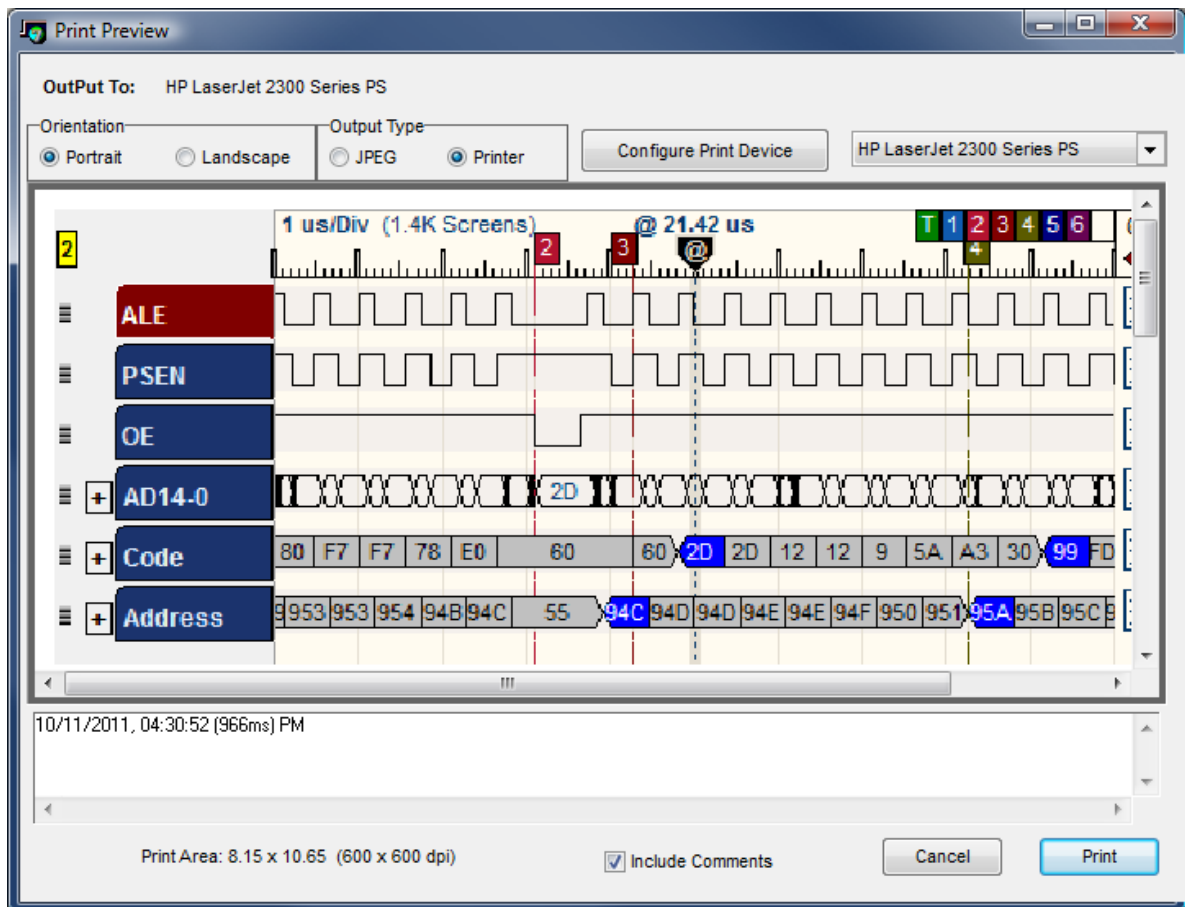 Print Preview
OutPut To: HP LaserJet 2300 Series PS
Orientation
Output Type
Portrait Landscape JPEG Printer Configure Print Device HP LaserJet 2300 Series PS
1 us/Div (1.4K Screens) @ 21.42 us T 1 2 3 4 5 6
2 2 3 @ 4
ALE
PSEN
OE
AD14-0 2D
Code 80 F7 F7 78 E0 60 60 2D 2D 12 12 9 5A A3 30 99 FD
Address 9 953 953 954 94B 94C 55 94C 94D 94D 94E 94E 94F 950 951 95A 95B 95C 9
10/11/2011, 04:30:52 (966ms) PM
Print Area: 8.15 x 10.65 (600 x 600 dpi) Include Comments Cancel Print